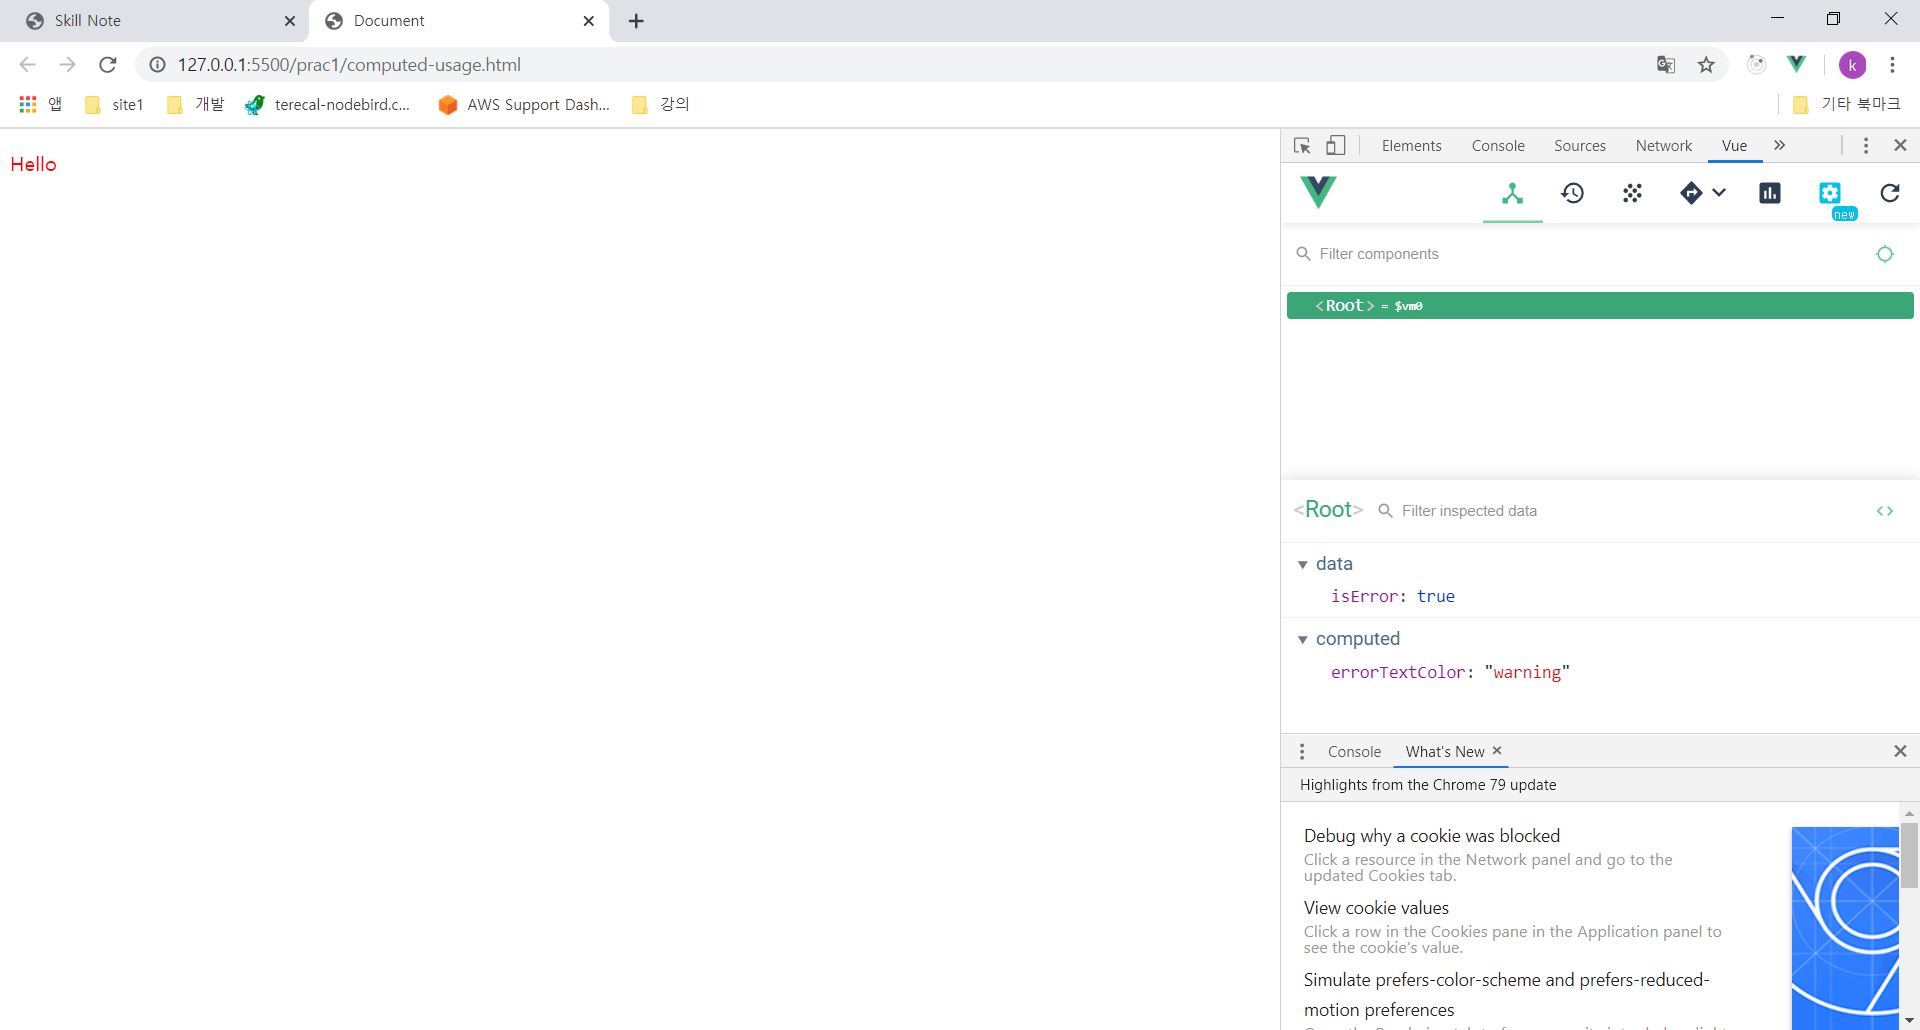 Skill Note
Document
127.0.0.1:5500/prac1/computed-usage.html
k
앱
site1
개발
terecal-nodebird.c...
AWS Support Dash...
강의
기타 북마크
Hello
Elements
Console
Sources
Network
Vue
new
Filter components
<Root> = $vm0
<Root>
Filter inspected data
data
isError: true
computed
errorTextColor: "warning"
Console
What's New
Highlights from the Chrome 79 update
Debug why a cookie was blocked
Click a resource in the Network panel and go to the
updated Cookies tab.
View cookie values
Click a row in the Cookies pane in the Application panel to
see the cookie's value.
Simulate prefers-color-scheme and prefers-reduced-
motion preferences